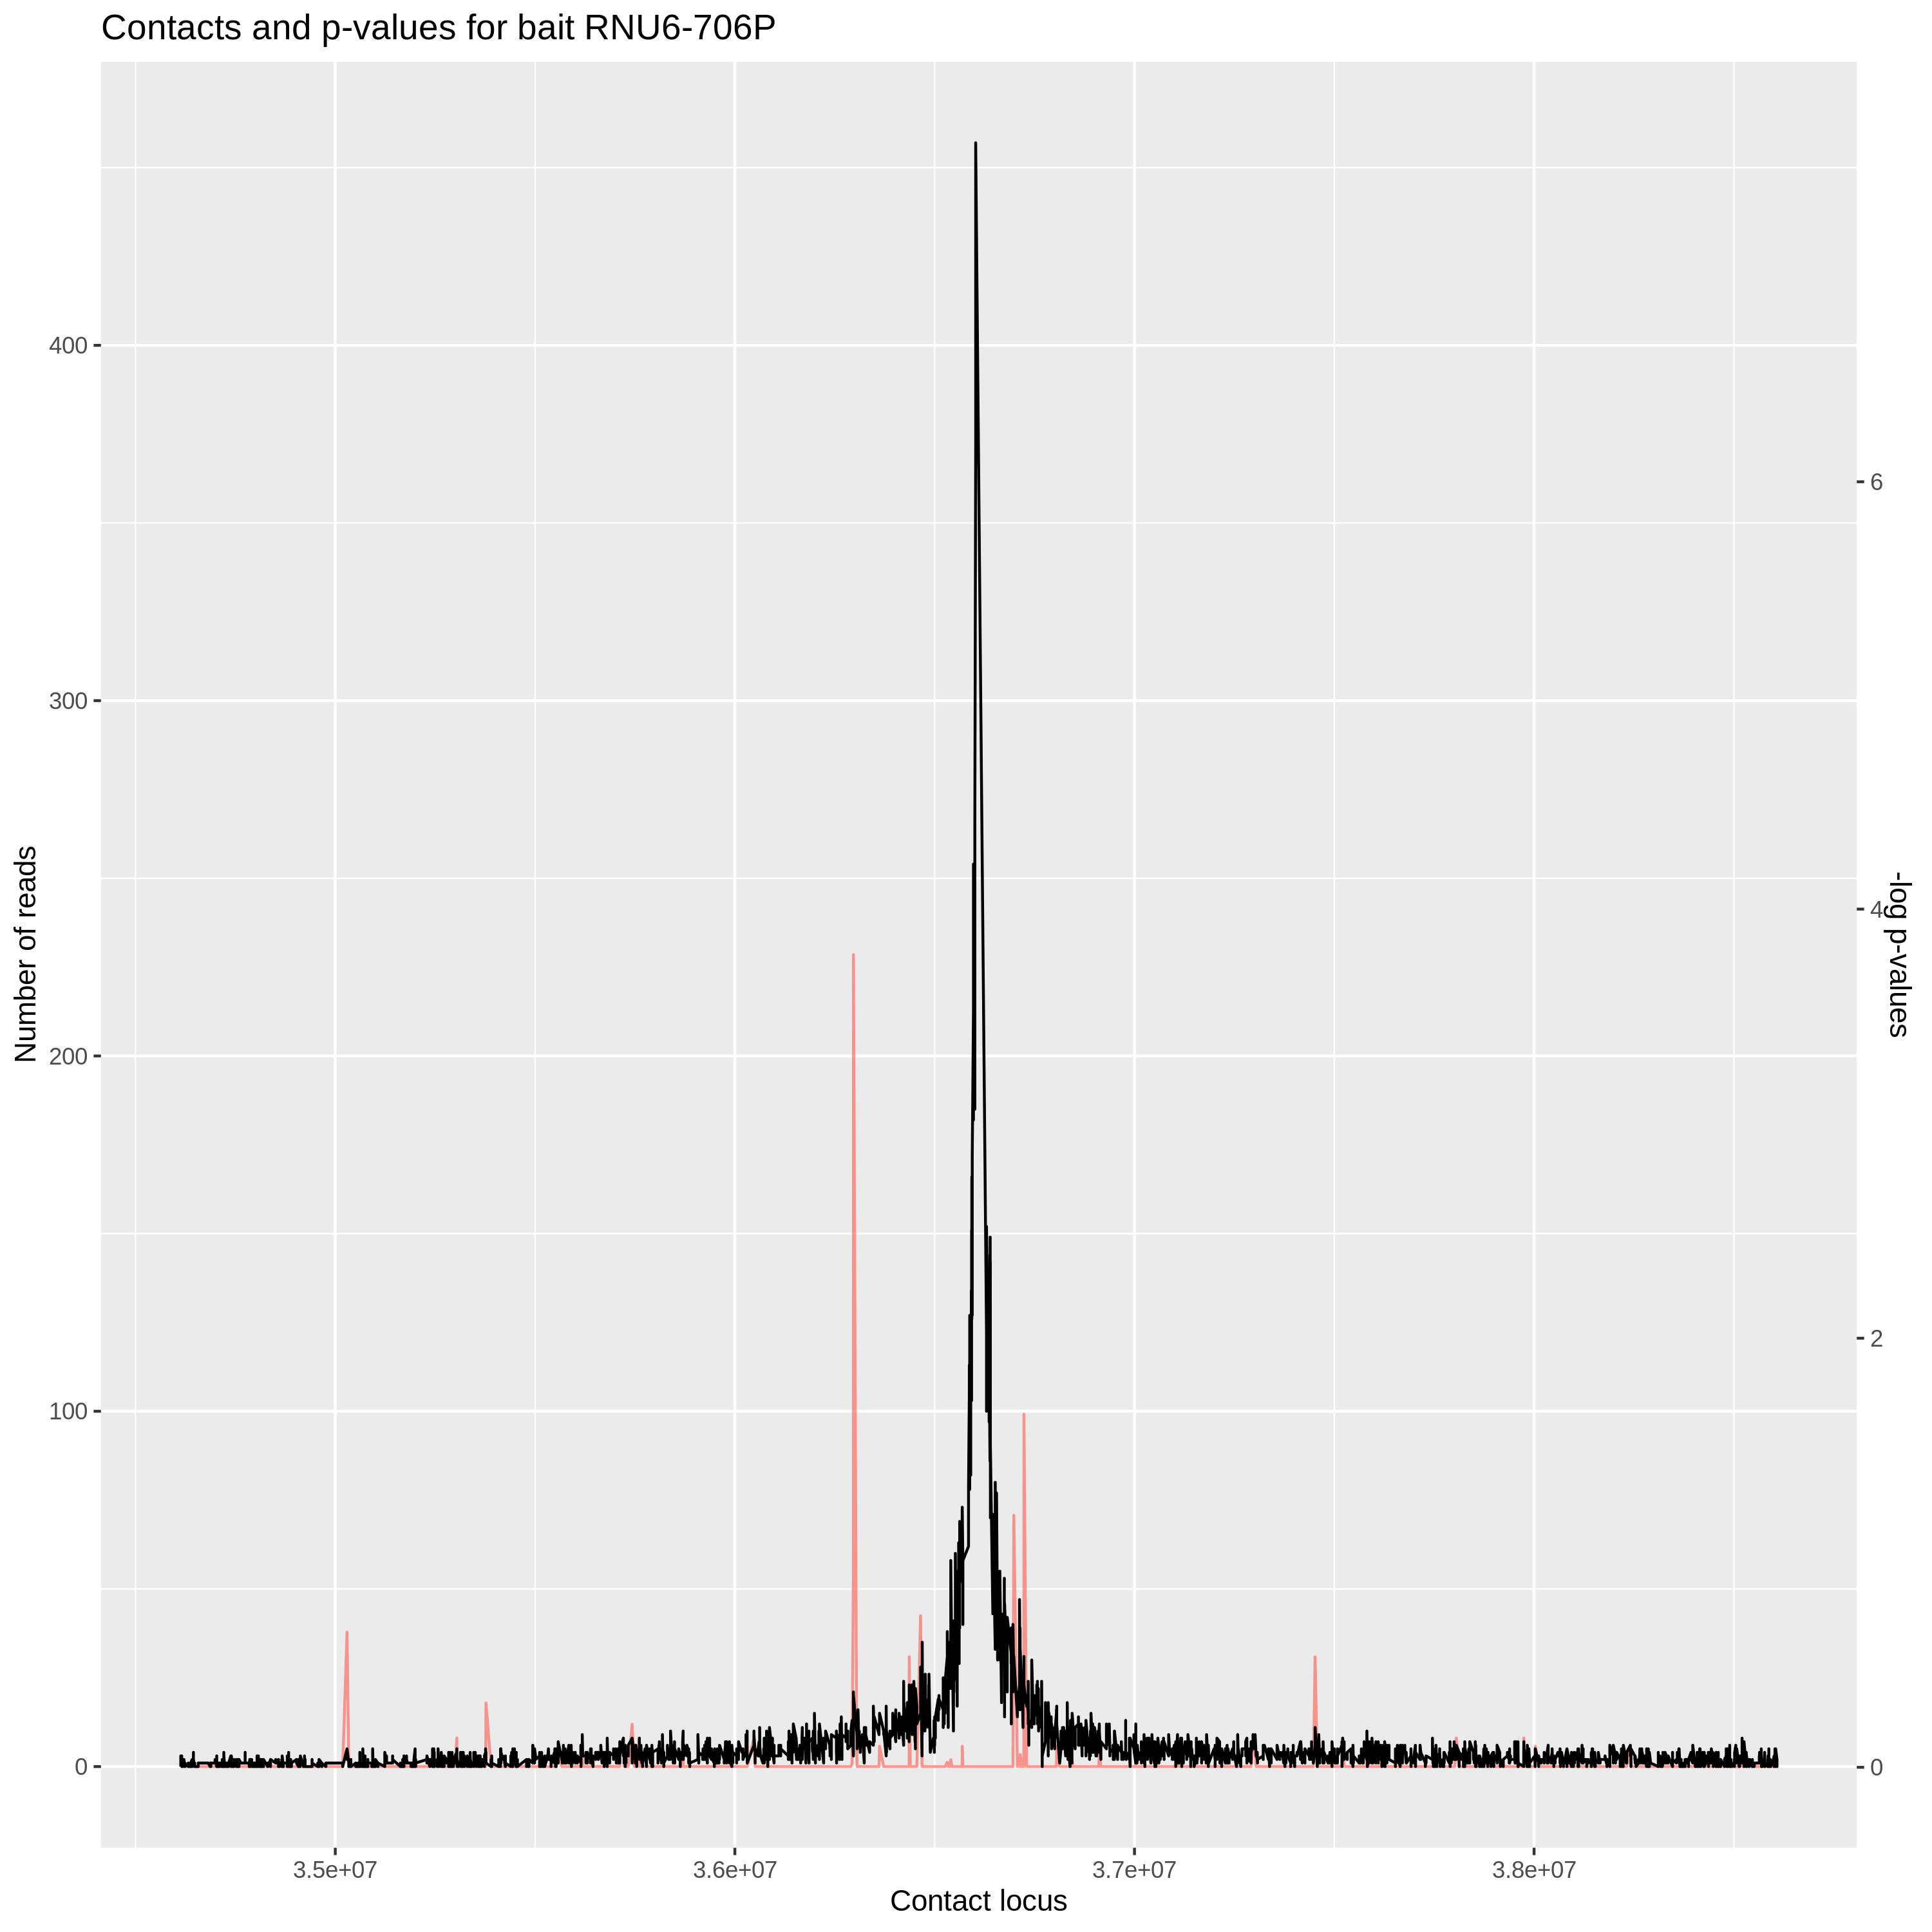 Contacts and p-values for bait RNU6-706P
Number of reads
400
300
200
100
0
6
4
2
0
-log p-values
3.5e+07 3.6e+07 3.7e+07 3.8e+07
Contact locus